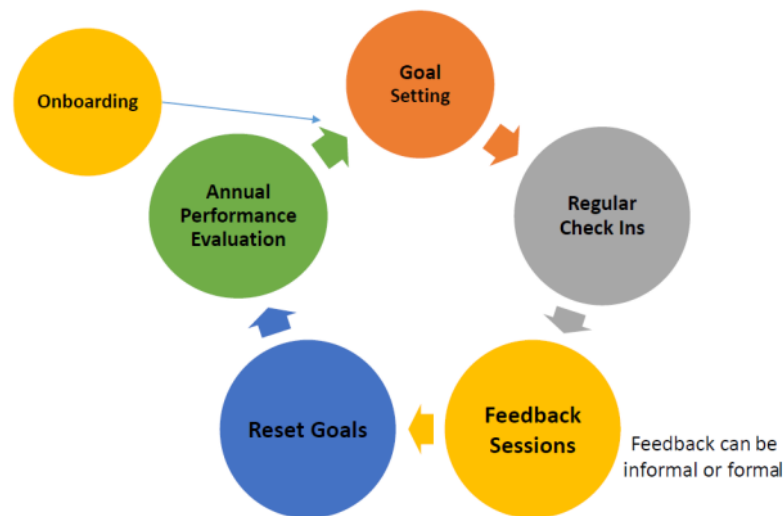 Onboarding
Goal
Setting
Regular
Check Ins
Feedback
Sessions
Feedback can be
informal or formal
Reset Goals
Annual
Performance
Evaluation